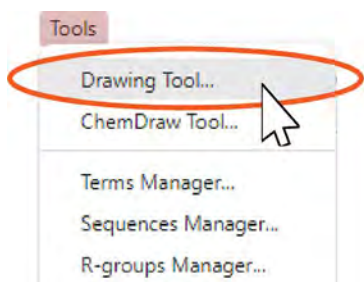 Tools
Drawing Tool...
ChemDraw Tool...
Terms Manager...
Sequences Manager...
R-groups Manager...